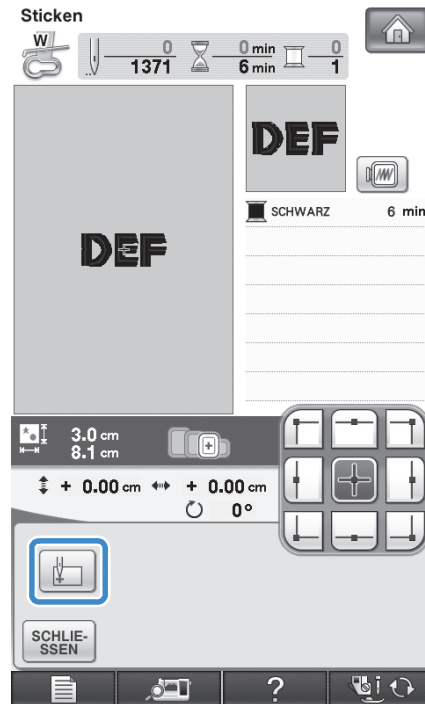 Sticken
W
0 0 min 0
1371 6 min 1
DEF
SCHWARZ 6 min
DEF
3.0 cm
8.1 cm
+ 0.00 cm + 0.00 cm
0°
SCHLIE-
SSEN
?